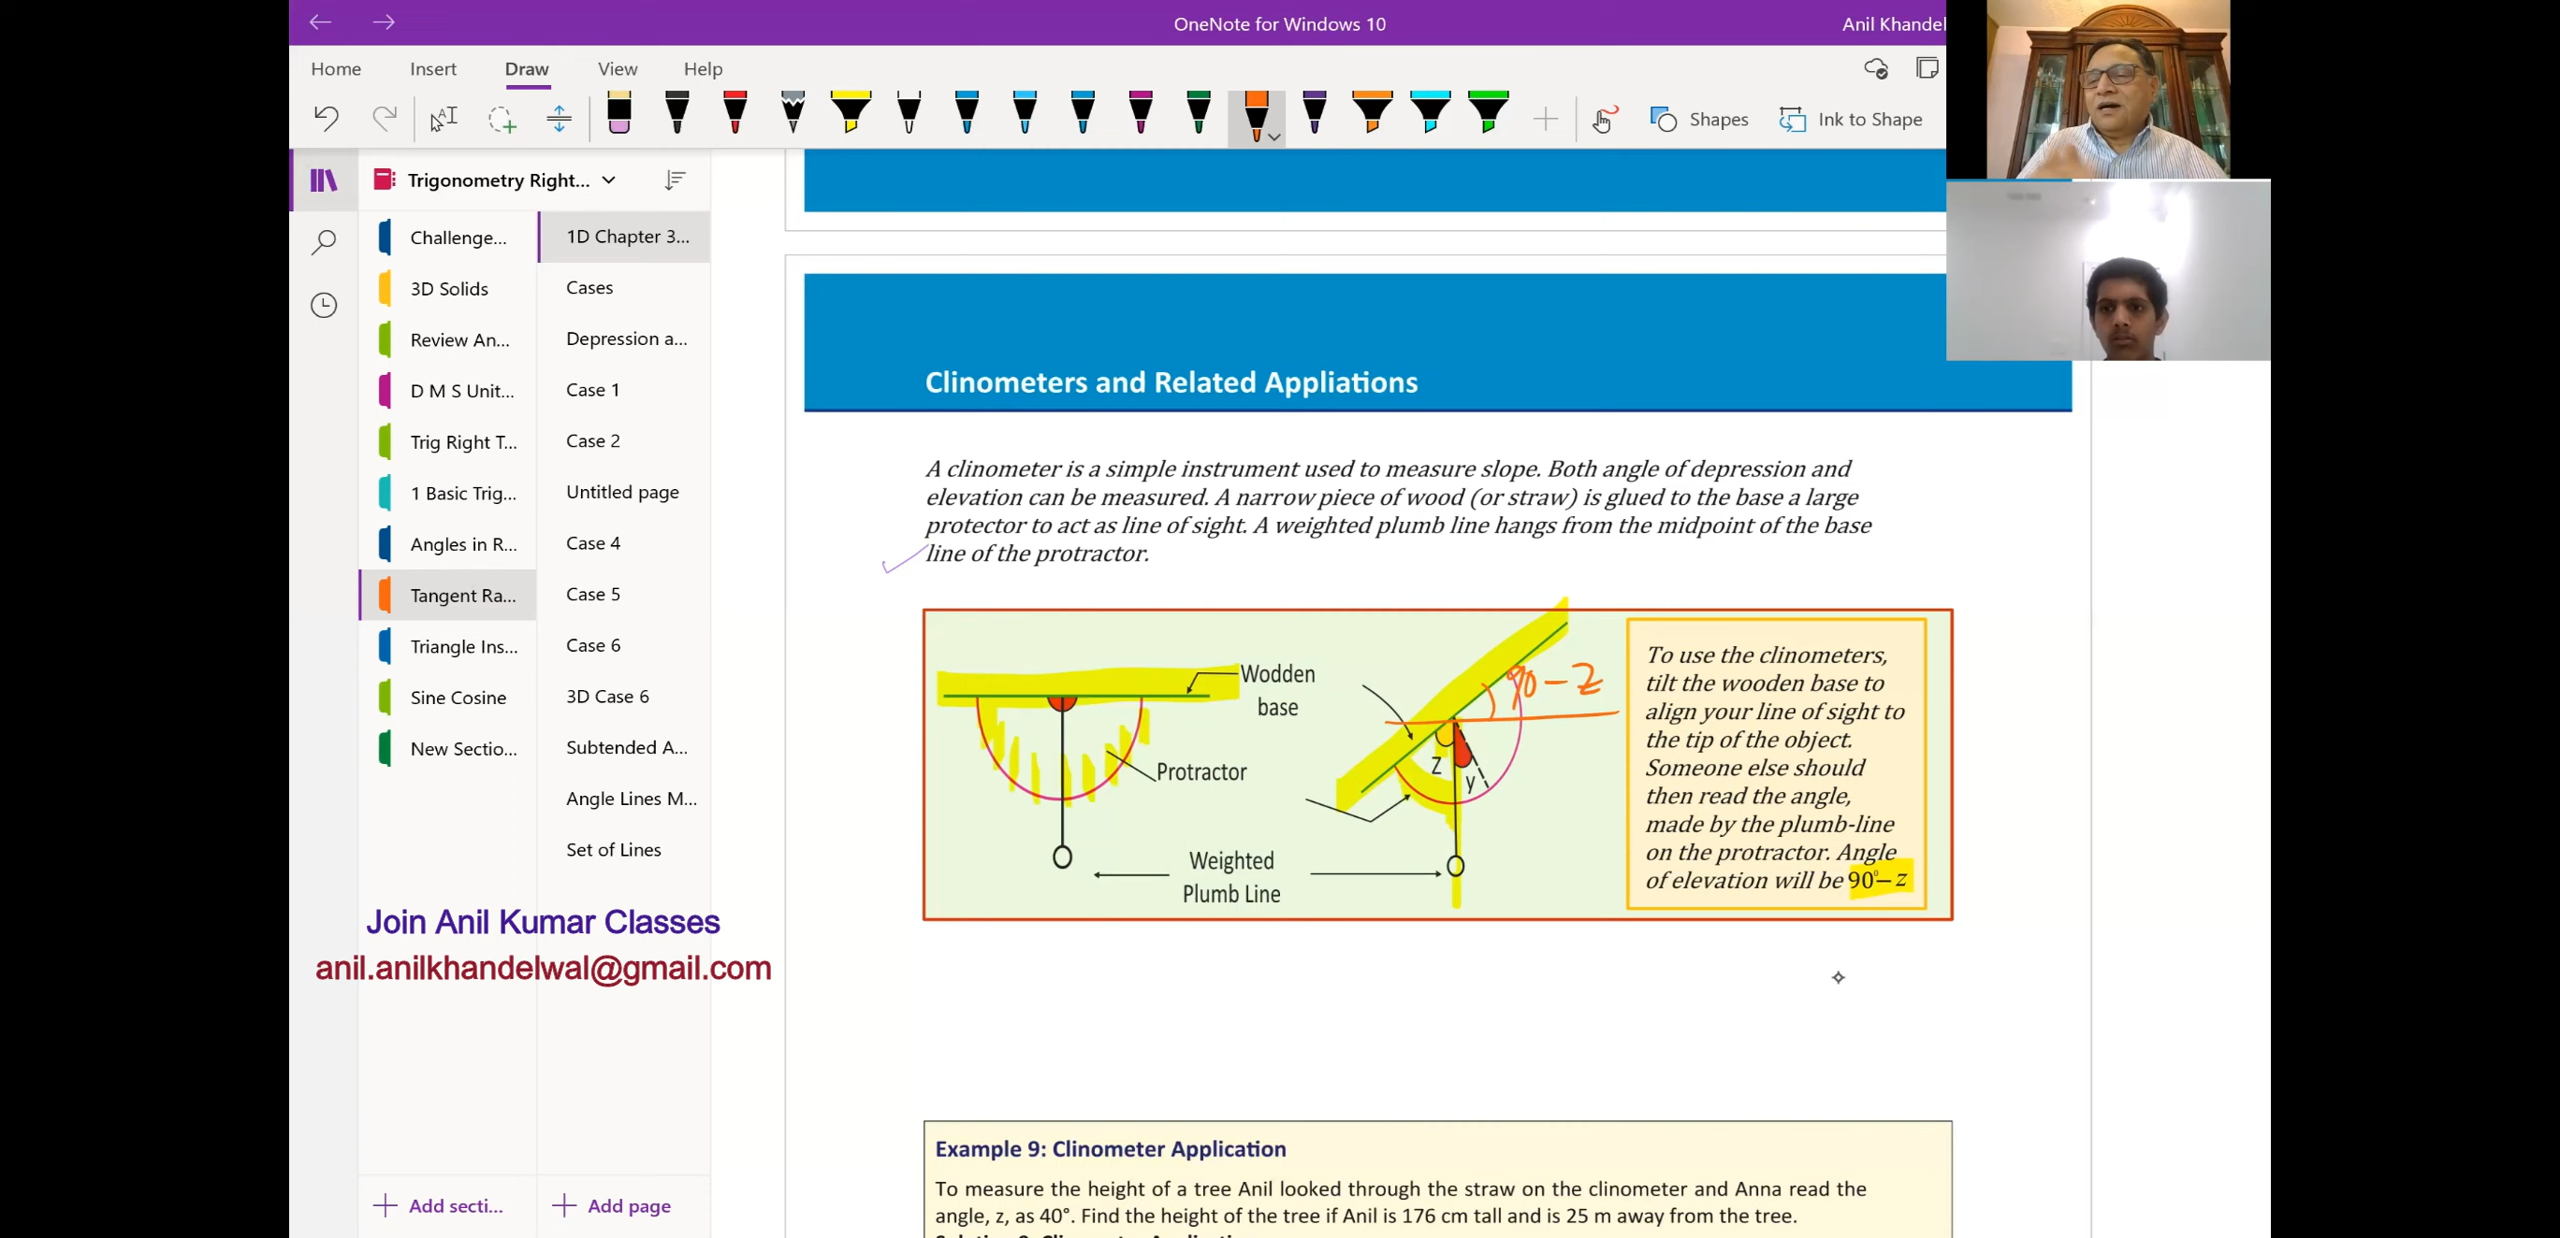 OneNote for Windows 10
Anil Khandel
Home Insert Draw View Help
Shapes Ink to Shape
Trigonometry Right...
Challenge...
3D Solids
Review An...
D M S Unit...
Trig Right T...
1 Basic Trig...
Angles in R...
Tangent Ra...
Triangle Ins...
Sine Cosine
New Sectio...
1D Chapter 3...
Cases
Depression a...
Case 1
Case 2
Untitled page
Case 4
Case 5
Case 6
3D Case 6
Subtended A...
Angle Lines M...
Set of Lines
Join Anil Kumar Classes
anil.anilkhandelwal@gmail.com
Add secti... Add page
Clinometers and Related Appliations
A clinometer is a simple instrument used to measure slope. Both angle of depression and
elevation can be measured. A narrow piece of wood (or straw) is glued to the base a large
protector to act as line of sight. A weighted plumb line hangs from the midpoint of the base
line of the protractor.
Wodden
base
Protractor
Weighted
Plumb Line
90 – z
z
y
To use the clinometers,
tilt the wooden base to
align your line of sight to
the tip of the object.
Someone else should
then read the angle,
made by the plumb-line
on the protractor. Angle
of elevation will be 90°– z
Example 9: Clinometer Application
To measure the height of a tree Anil looked through the straw on the clinometer and Anna read the
angle, z, as 40°. Find the height of the tree if Anil is 176 cm tall and is 25 m away from the tree.